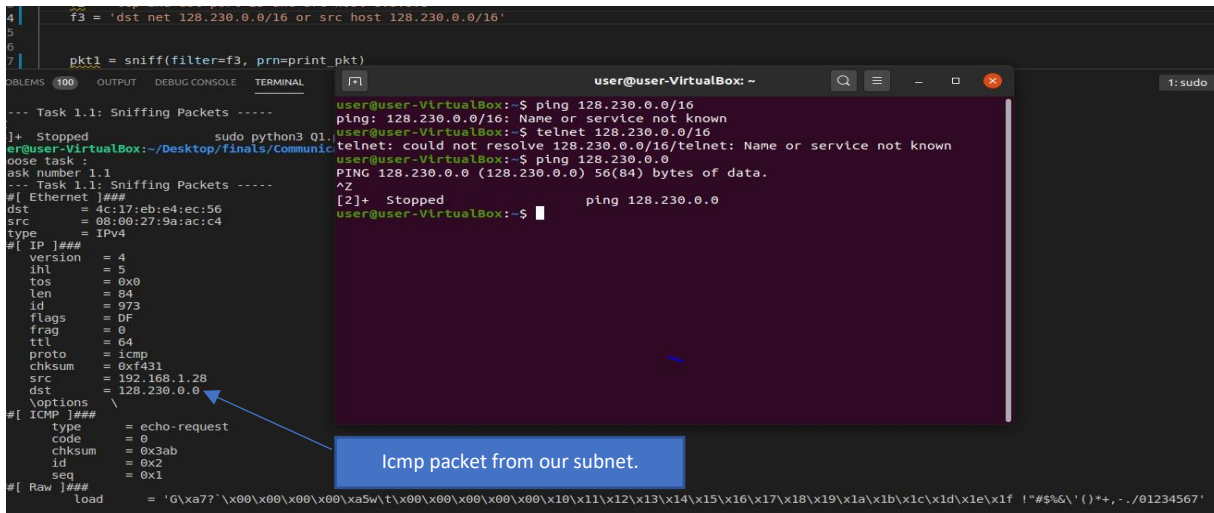 4 f3 = 'dst net 128.230.0.0/16 or src host 128.230.0.0/16'
5
6
7 pkt1 = sniff(filter=f3, prn=print_pkt)
OBLEMS 100 OUTPUT DEBUG CONSOLE TERMINAL
1: sudo
--- Task 1.1: Sniffing Packets -----
]+ Stopped sudo python3 Q1.
er@user-VirtualBox:~/Desktop/finals/Communic
oose task :
ask number 1.1
--- Task 1.1: Sniffing Packets -----
#[ Ethernet ]###
dst = 4c:17:eb:e4:ec:56
src = 08:00:27:9a:ac:c4
type = IPv4
#[ IP ]###
version = 4
ihl = 5
tos = 0x0
len = 84
id = 973
flags = DF
frag = 0
ttl = 64
proto = icmp
chksum = 0xf431
src = 192.168.1.28
dst = 128.230.0.0
\options \
#[ ICMP ]###
type = echo-request
code = 0
chksum = 0x3ab
id = 0x2
seq = 0x1
#[ Raw ]###
load = 'G\xa7?`\x00\x00\x00\x00\xa5w\t\x00\x00\x00\x00\x00\x10\x11\x12\x13\x14\x15\x16\x17\x18\x19\x1a\x1b\x1c\x1d\x1e\x1f !"#$%&\'()*+,-./01234567'
user@user-VirtualBox: ~
user@user-VirtualBox:~$ ping 128.230.0.0/16
ping: 128.230.0.0/16: Name or service not known
user@user-VirtualBox:~$ telnet 128.230.0.0/16
telnet: could not resolve 128.230.0.0/16/telnet: Name or service not known
user@user-VirtualBox:~$ ping 128.230.0.0
PING 128.230.0.0 (128.230.0.0) 56(84) bytes of data.
^Z
[2]+ Stopped ping 128.230.0.0
user@user-VirtualBox:~$
Icmp packet from our subnet.